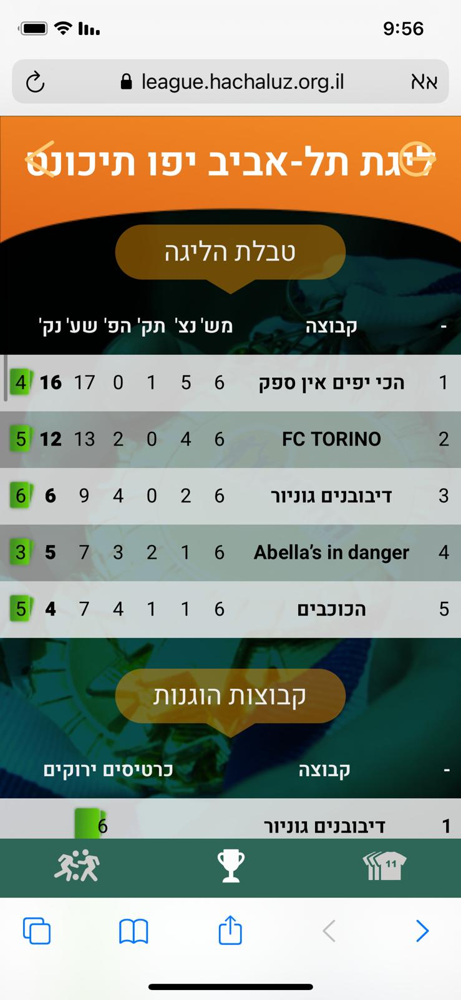 9:56
league.hachaluz.org.il אא
ליגת תל-אביב יפו תיכונט
טבלת הליגה
- קבוצה מש' נצ' תק' הפ' שע' נק'
1 הכי יפים אין ספק 6 5 1 0 17 16 4
2 FC TORINO 6 4 0 2 13 12 5
3 דיבובנים גוניור 6 2 0 4 9 6 6
4 Abella’s in danger 6 1 2 3 7 5 3
5 הכוכבים 6 1 1 4 7 4 5
קבוצות הוגנות
- קבוצה כרטיסים ירוקים
1 דיבובנים גוניור 6
11